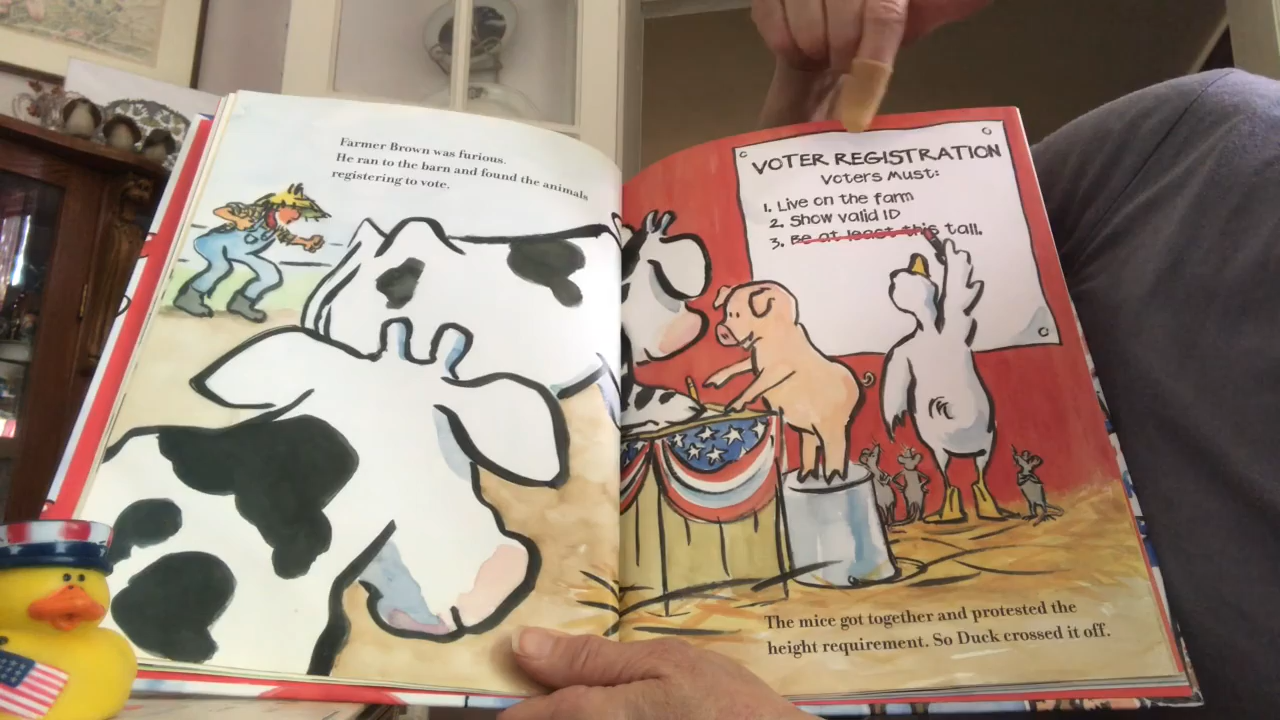 Farmer Brown was furious.
He ran to the barn and found the animals
registering to vote.
VOTER REGISTRATION
Voters Must:
1. Live on the farm
2. Show valid ID
3. Be at least this tall.
The mice got together and protested the
height requirement. So Duck crossed it off.